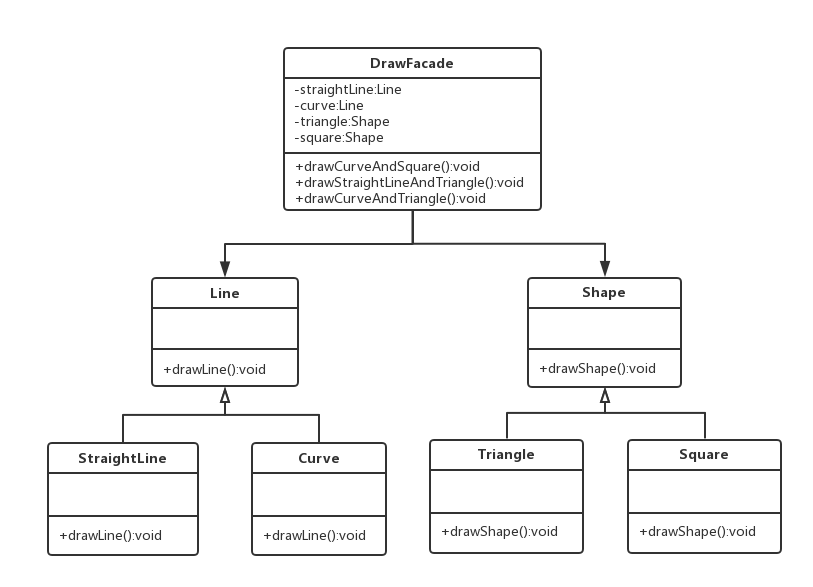 DrawFacade
-straightLine:Line
-curve:Line
-triangle:Shape
-square:Shape
+drawCurveAndSquare():void
+drawStraightLineAndTriangle():void
+drawCurveAndTriangle():void
Line
+drawLine():void
Shape
+drawShape():void
StraightLine
+drawLine():void
Curve
+drawLine():void
Triangle
+drawShape():void
Square
+drawShape():void